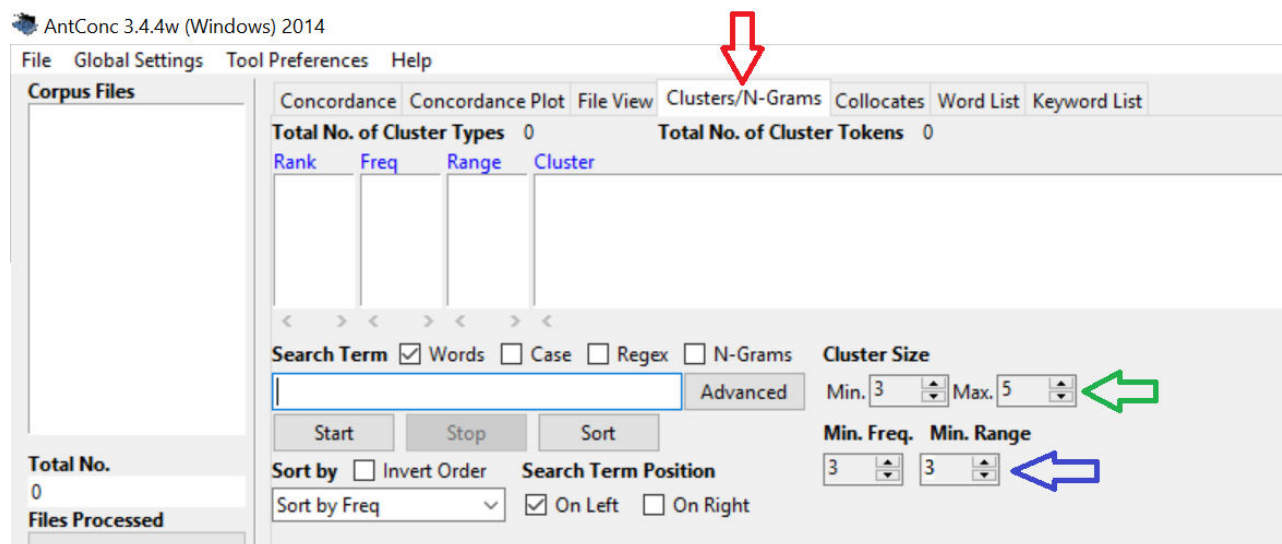 AntConc 3.4.4w (Windows) 2014
File Global Settings Tool Preferences Help
Corpus Files
Concordance Concordance Plot File View Clusters/N-Grams Collocates Word List Keyword List
Total No. of Cluster Types 0 Total No. of Cluster Tokens 0
Rank Freq Range Cluster
Search Term Words Case Regex N-Grams Cluster Size
Advanced Min. 3 Max. 5
Start Stop Sort Min. Freq. Min. Range
Total No. Sort by Invert Order Search Term Position 3 3
0 Sort by Freq On Left On Right
Files Processed